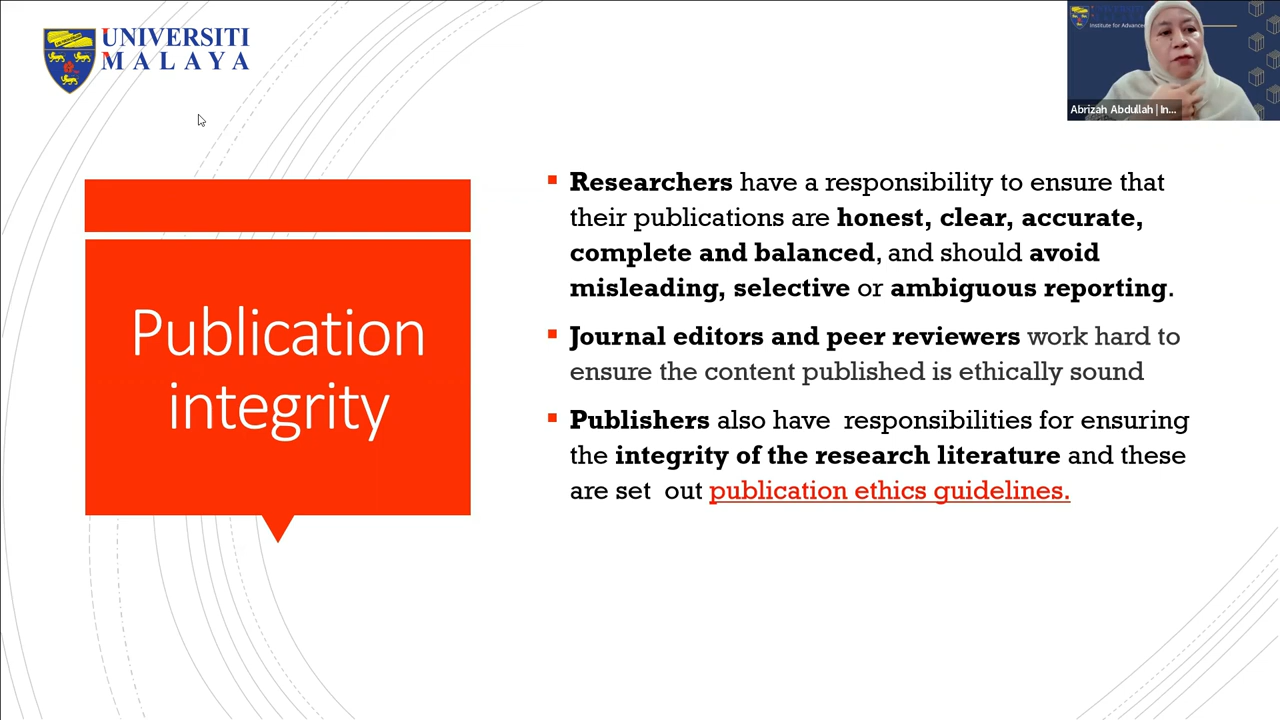 UNIVERSITI
MALAYA
Institute for Advanced
Abrizah Abdullah | In...
Publication
integrity
▪ Researchers have a responsibility to ensure that
their publications are honest, clear, accurate,
complete and balanced, and should avoid
misleading, selective or ambiguous reporting.
▪ Journal editors and peer reviewers work hard to
ensure the content published is ethically sound
▪ Publishers also have  responsibilities for ensuring
the integrity of the research literature and these
are set  out publication ethics guidelines.